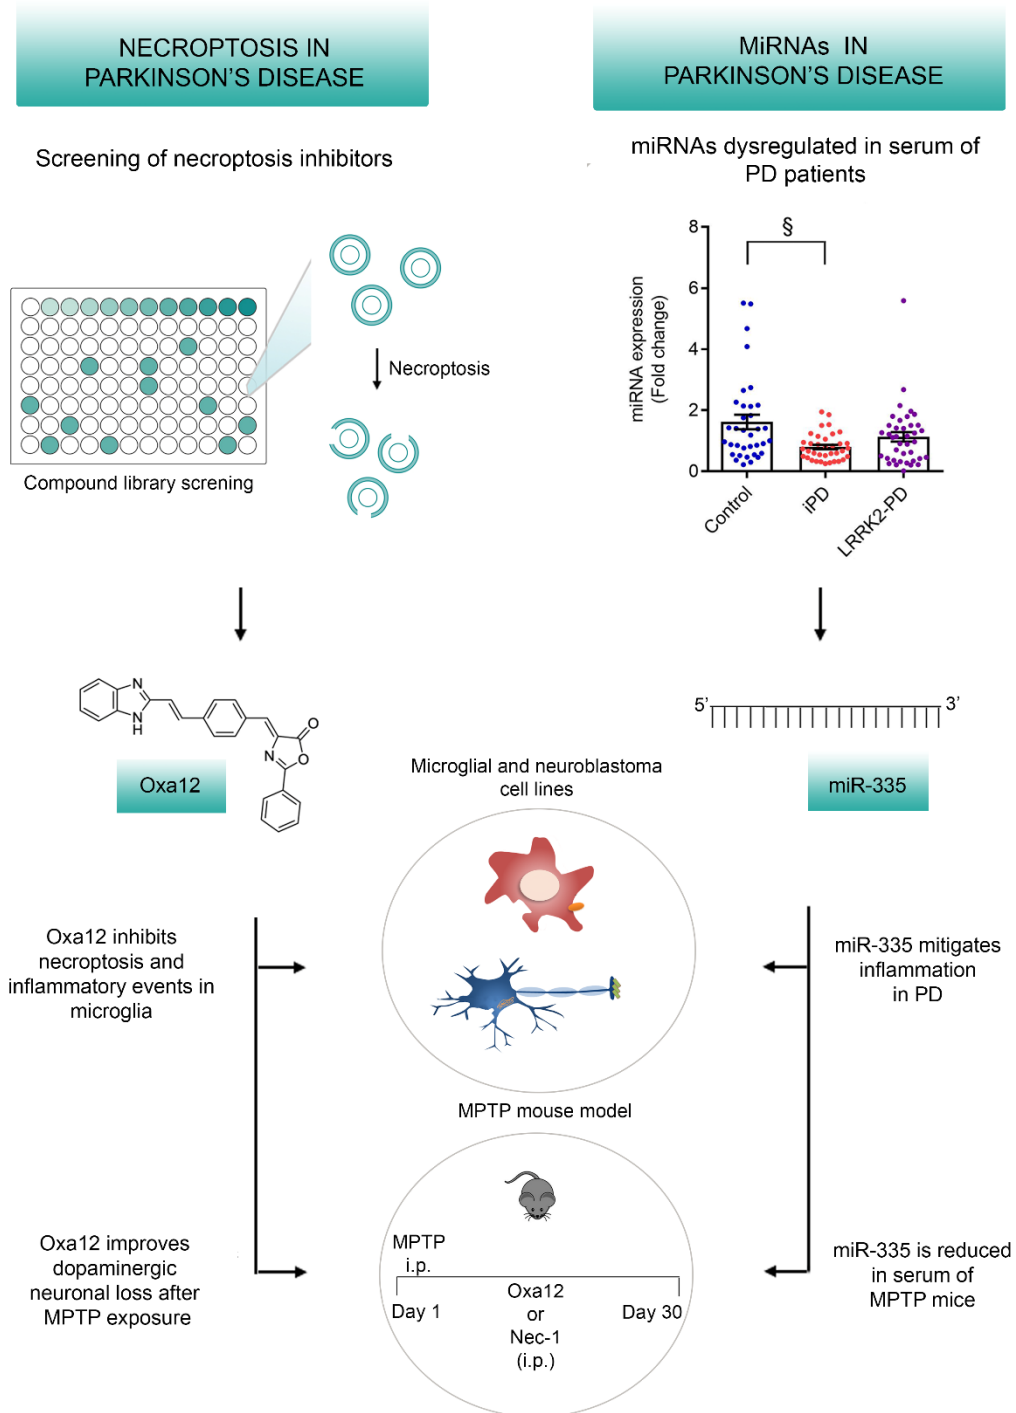 NECROPTOSIS IN
PARKINSON'S DISEASE
Screening of necroptosis inhibitors
Necroptosis
Compound library screning
N
N
H
O
O
N
Oxa12
Oxa12 inhibits
necroptosis and
inflammatory events in
microglia
Oxa12 improves
dopaminergic
neuronal loss after
MPTP exposure
MiRNAs IN
PARKINSON'S DISEASE
miRNAs dysregulated in serum of
PD patients
miRNA expression
(Fold change)
8
6
4
2
0
§
Control
iPD
LRRK2-PD
5' 3'
miR-335
miR-335 mitigates
inflammation
in PD
miR-335 is reduced
in serum of
MPTP mice
Microglial and neuroblastoma
cell lines
MPTP mouse model
MPTP
i.p.
Day 1
Oxa12
or
Nec-1
(i.p.)
Day 30